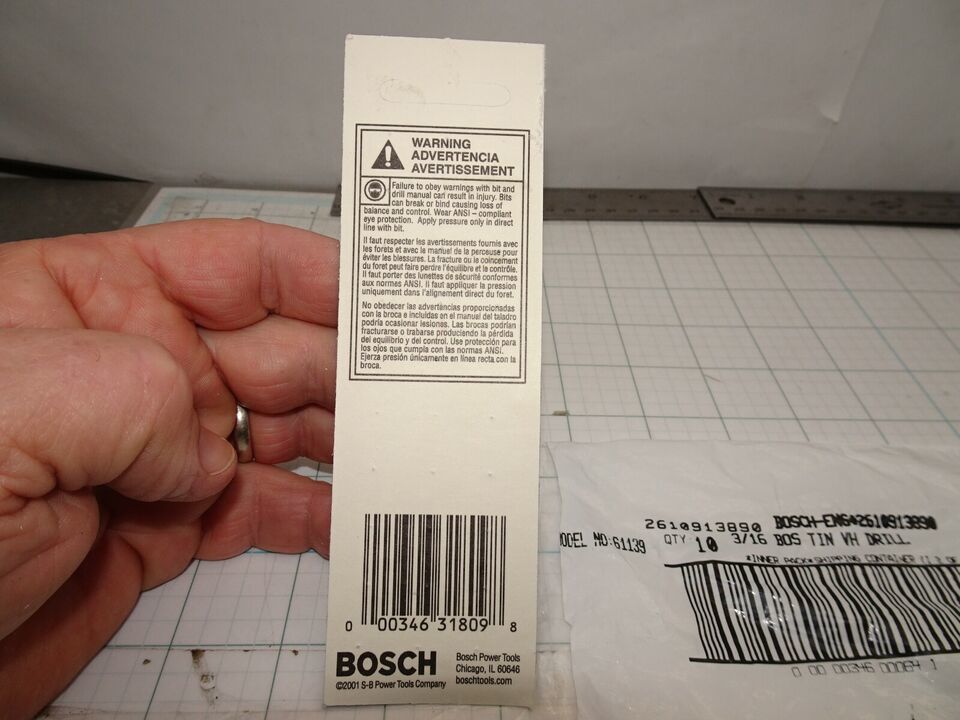 WARNING
ADVERTENCIA
AVERTISSEMENT
Failure to obey warnings with bit and
drill manual can result in injury. Bits
can break or bind causing loss of
balance and control. Wear ANSI – compliant
eye protection. Apply pressure only in direct
line with bit.
Il faut respecter les avertissements fournis avec
les forets et avec le manuel de la perceuse pour
éviter les blessures. La fracture ou le coincement
du foret peut faire perdre l'équilibre et le contrôle.
Il faut porter des lunettes de sécurité conformes
aux normes ANSI. Il faut appliquer la pression
uniquement dans l'alignement direct du foret.
No obedecer las advertencias proporcionadas
con la broca e incluidas en el manual del taladro
podría ocasionar lesiones. Las brocas podrían
fracturarse o trabarse produciendo la pérdida
del equilibrio y del control. Use protección para
los ojos que cumpla con las normas ANSI.
Ejerza presión únicamente en línea recta con la
broca.
0 00346 31809 8
BOSCH
©2001 S-B Power Tools Company
Bosch Power Tools
Chicago, IL 60646
boschtools.com
2610913890 BOSCH-ENG#2610913890
ODEL NO:61139 QTY 10 3/16 BOS TIN VH DRILL
*INNER PACK*SHIPPING CONTAINER
0 00 00346 00084 1